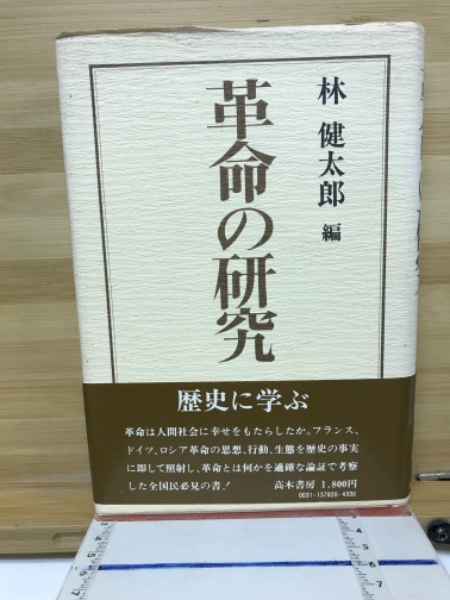 林 健太郎 編
革命の研究
歴史に学ぶ
革命は人間社会に幸せをもたらしたか。フランス、
ドイツ、ロシア革命の思想、行動、生態を歴史の事実
に即して照射し、革命とは何かを適確な論証で考察
した全国民必見の書!
高木書房 1,800円
0031-157620-4330